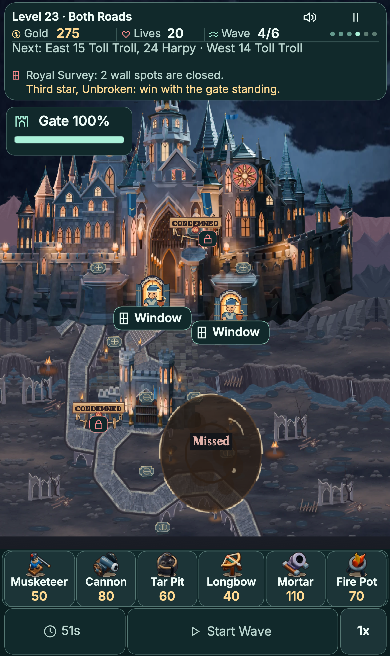 Level 23 · Both Roads
Gold 275 Lives 20 Wave 4/6
Next: East 15 Toll Troll, 24 Harpy · West 14 Toll Troll
Royal Survey: 2 wall spots are closed.
Third star, Unbroken: win with the gate standing.
Gate 100%
CONDEMNED
Window
Window
CONDEMNED
Missed
Musketeer Cannon Tar Pit Longbow Mortar Fire Pot
50 80 60 40 110 70
51s Start Wave 1x